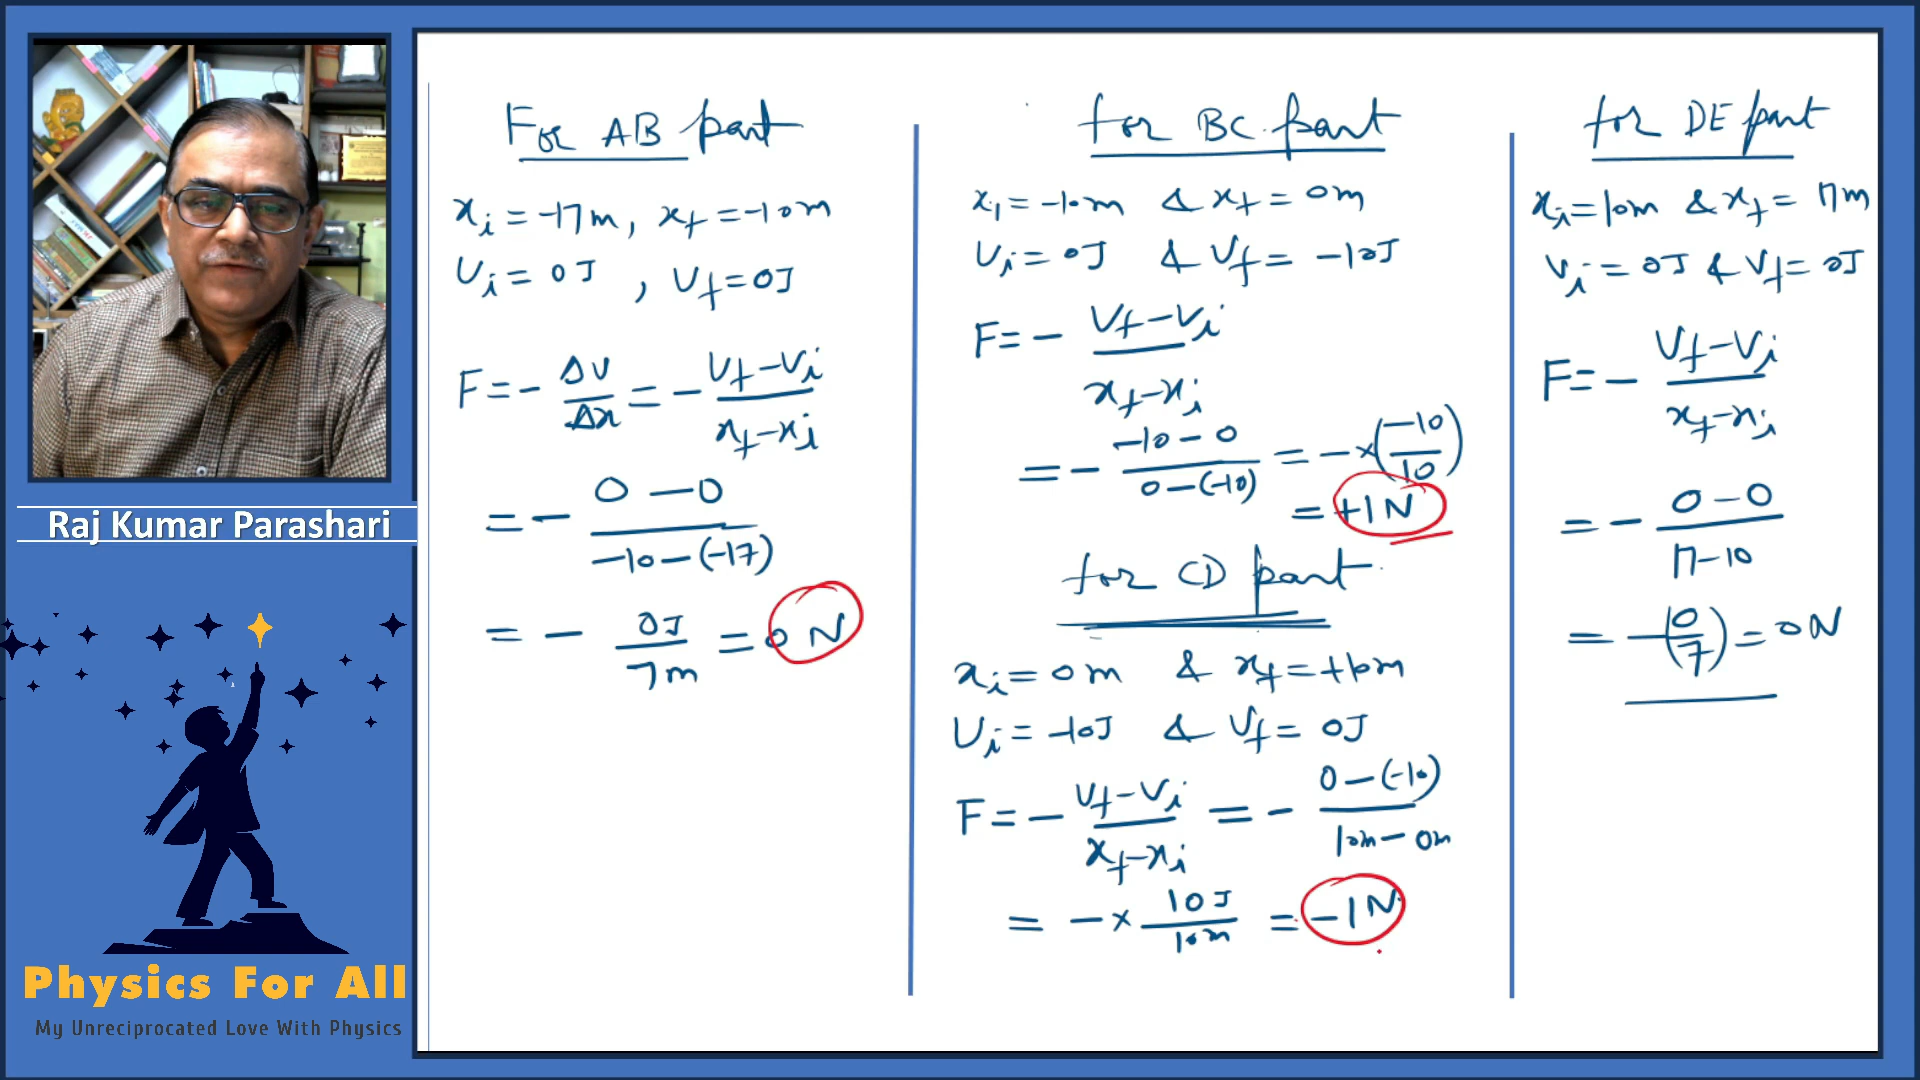 Raj Kumar Parashari
Physics For All
My Unreciprocated Love With Physics
For AB part
xi = -17m, xf = -10m
Ui = 0J, Uf = 0J
F = - ΔU/Δx = - (Uf - Ui)/(xf - xi)
= - (0 - 0)/(-10 - (-17))
= - 0J/7m = 0 N
for BC part
x1 = -10m & xf = 0m
Ui = 0J & Uf = -10J
F = - (Uf - Ui)/(xf - xi)
= - (-10 - 0)/(0 - (-10)) = - × (-10/10)
= +1N
for CD part
xi = 0m & xf = +10m
Ui = -10J & Uf = 0J
F = - (Uf - Ui)/(xf - xi) = - (0 - (-10))/(10m - 0m)
= - × 10J/10m = -1N
for DE part
xi = 10m & xf = 17m
Ui = 0J & Uf = 0J
F = - (Uf - Ui)/(xf - xi)
= - (0 - 0)/(17 - 10)
= - (0/7) = 0N